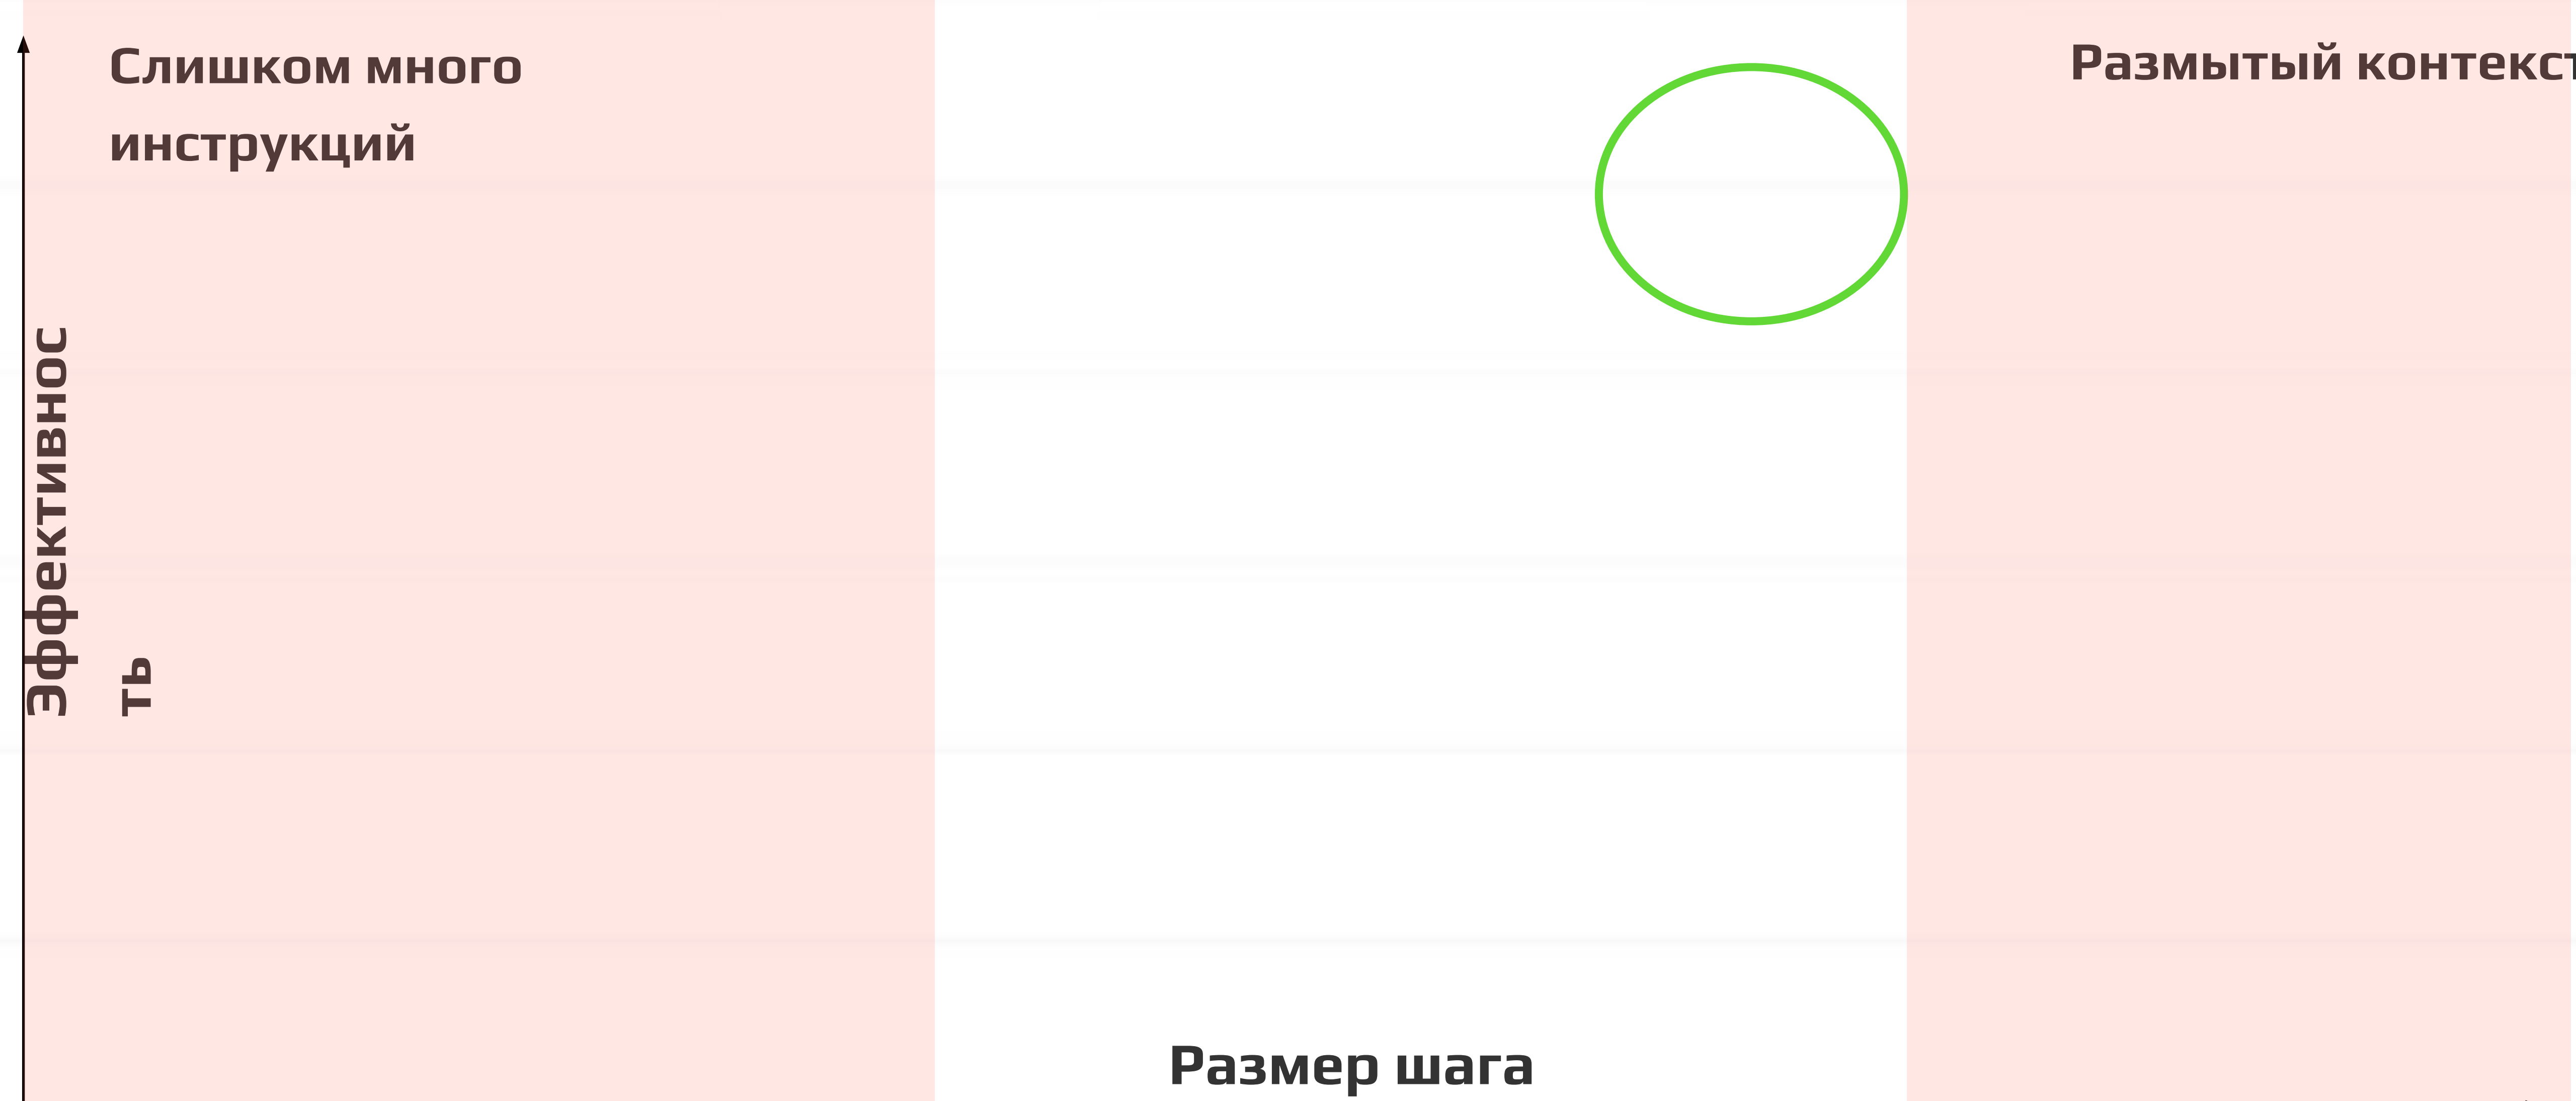 Слишком много
инструкций
Размытый контекст
Эффективнос
ть
Размер шага